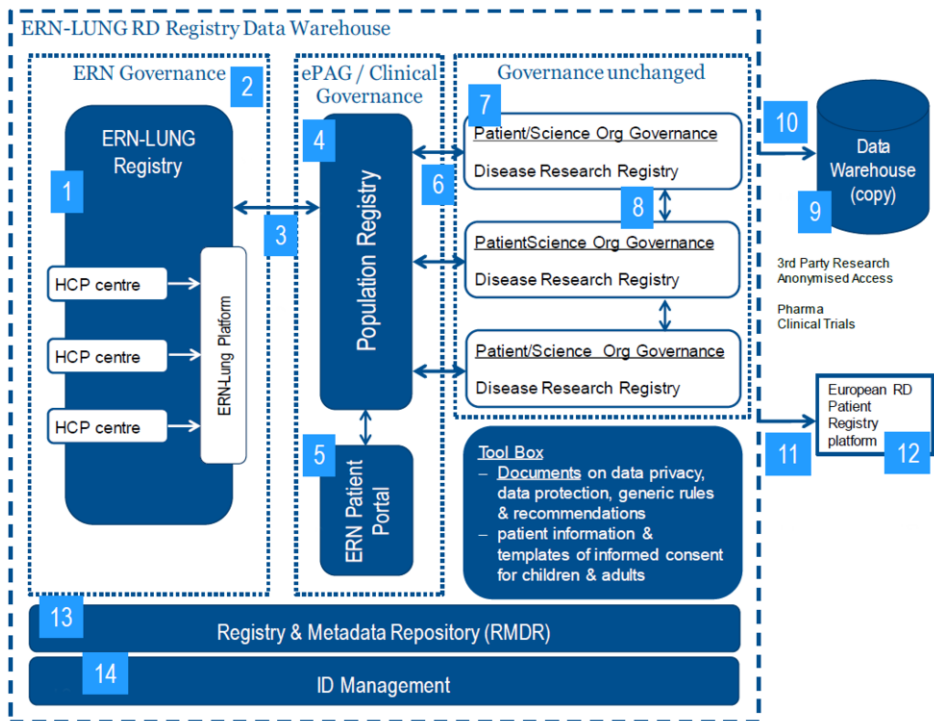 ERN-LUNG RD Registry Data Warehouse
ERN Governance
2
ERN-LUNG
Registry
1
HCP centre
HCP centre
HCP centre
ERN-Lung Platform
3
ePAG / Clinical
Governance
4
Population Registry
5
ERN Patient
Portal
6
Governance unchanged
7
Patient/Science Org Governance
Disease Research Registry
8
PatientScience Org Governance
Disease Research Registry
Patient/Science Org Governance
Disease Research Registry
Tool Box
– Documents on data privacy,
data protection, generic rules
& recommendations
– patient information &
templates of informed consent
for children & adults
10
Data
Warehouse
(copy)
9
3rd Party Research
Anonymised Access
Pharma
Clinical Trials
11
European RD
Patient
Registry
platform
12
13
Registry & Metadata Repository (RMDR)
14
ID Management